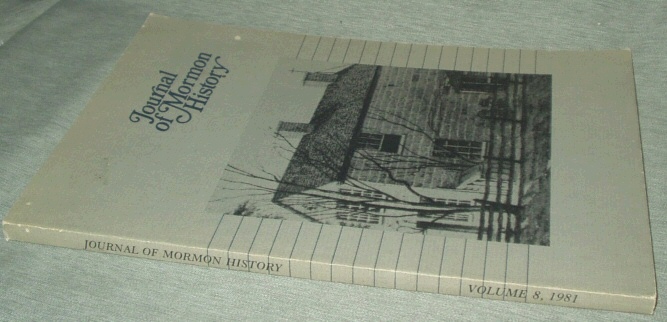 Journal
of Mormon
History
JOURNAL OF MORMON HISTORY
VOLUME 8, 1981